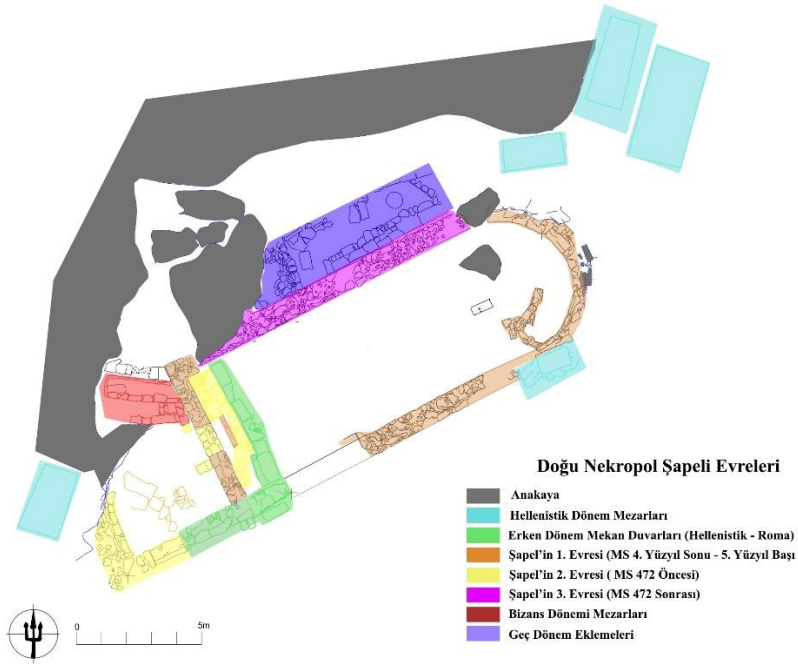 Doğu Nekropol Şapeli Evreleri
Anakaya
Hellenistik Dönem Mezarları
Erken Dönem Mekan Duvarları (Hellenistik - Roma)
Şapel'in 1. Evresi (MS 4. Yüzyıl Sonu - 5. Yüzyıl Başı
Şapel'in 2. Evresi ( MS 472 Öncesi)
Şapel'in 3. Evresi (MS 472 Sonrası)
Bizans Dönemi Mezarları
Geç Dönem Eklemeleri
0 5m